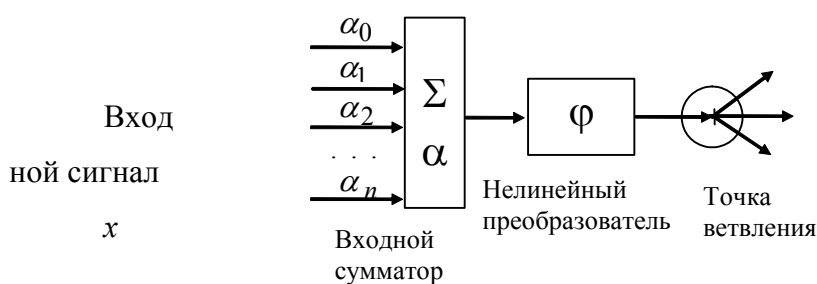 α0
α1
α2
. . .
αn
Σ
α
φ
Вход
ной сигнал
x
Входной
сумматор
Нелинейный
преобразователь
Точка
ветвления